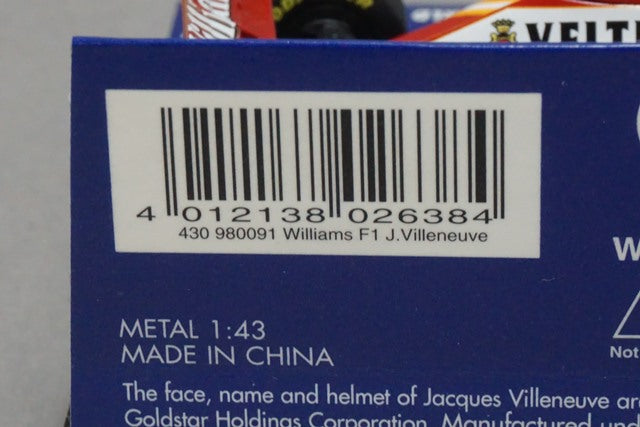 VELT
4 012138 026384
430 980091 Williams F1 J.Villeneuve
METAL 1:43
MADE IN CHINA
W
Not
The face, name and helmet of Jacques Villeneuve are
Goldstar Holdings Corporation. Manufactured und